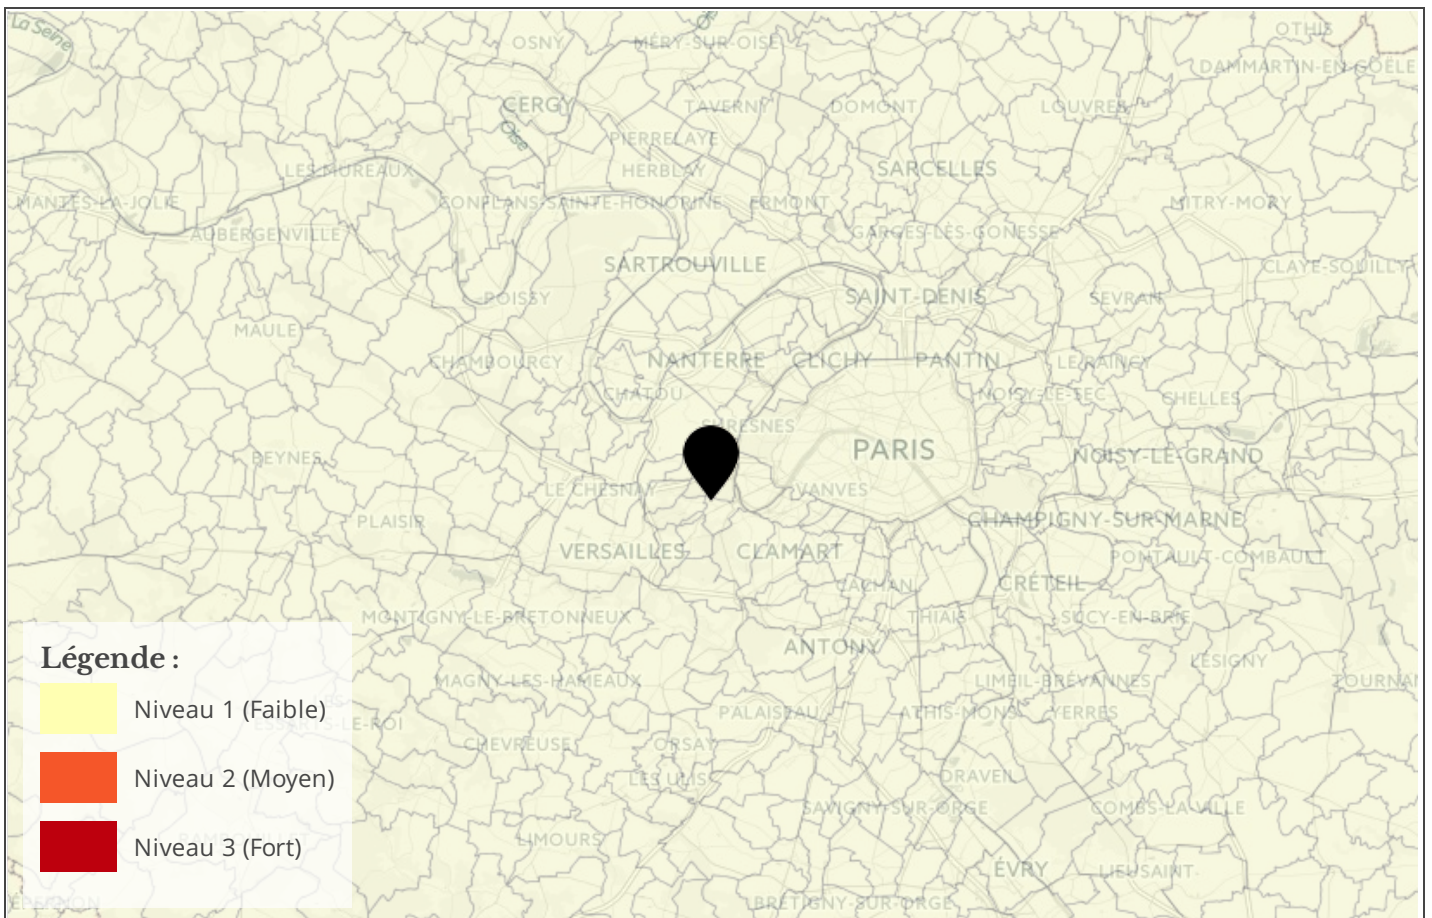 La Seine
OSNY
MÉRY-SUR-OISE
OTHIS
DAMMARTIN-EN-GOËLE
CERGY
TAVERNY
DOMONT
LOUVRES
Oise
PIERRELAYE
LES MUREAUX
HERBLAY
SARCELLES
MANTES-LA-JOLIE
CONFLANS-SAINTE-HONORINE
ERMONT
MITRY-MORY
AUBERGENVILLE
GARGES-LÈS-GONESSE
SARTROUVILLE
CLAYE-SOUILLY
POISSY
SAINT-DENIS
SEVRAN
MAULE
CHAMBOURCY
NANTERRE
CLICHY
PANTIN
LE RAINCY
CHATOU
NOISY-LE-SEC
CHELLES
SURESNES
PARIS
BEYNES
NOISY-LE-GRAND
LE CHESNAY
VANVES
PLAISIR
CHAMPIGNY-SUR-MARNE
VERSAILLES
CLAMART
PONTAULT-COMBAULT
CACHAN
CRÉTEIL
MONTIGNY-LE-BRETONNEUX
THIAIS
SUCY-EN-BRIE
ANTONY
LÉSIGNY
MAGNY-LES-HAMEAUX
LIMEIL-BRÉVANNES
TOURNAN
PALAISEAU
ATHIS-MONS
YERRES
CHEVREUSE
ORSAY
LES ULIS
DRAVEIL
SAVIGNY-SUR-ORGE
COMBS-LA-VILLE
LIMOURS
ÉVRY
LIEUSAINT
BRÉTIGNY-SUR-ORGE
Légende :
Niveau 1 (Faible)
LES-
ESSARTS-LE-ROI
Niveau 2 (Moyen)
RAMBOUILLET
Niveau 3 (Fort)